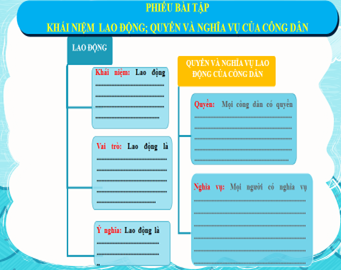 PHIẾU BÀI TẬP
KHÁI NIỆM LAO ĐỘNG; QUYỀN VÀ NGHĨA VỤ CỦA CÔNG DÂN
LAO ĐỘNG
Khái niệm: Lao động
Vai trò: Lao động là
Ý nghĩa: Lao động là
QUYỀN VÀ NGHĨA VỤ LAO
ĐỘNG CỦA CÔNG DÂN
Quyền: Mọi công dân có quyền
Nghĩa vụ: Mọi người có nghĩa vụ